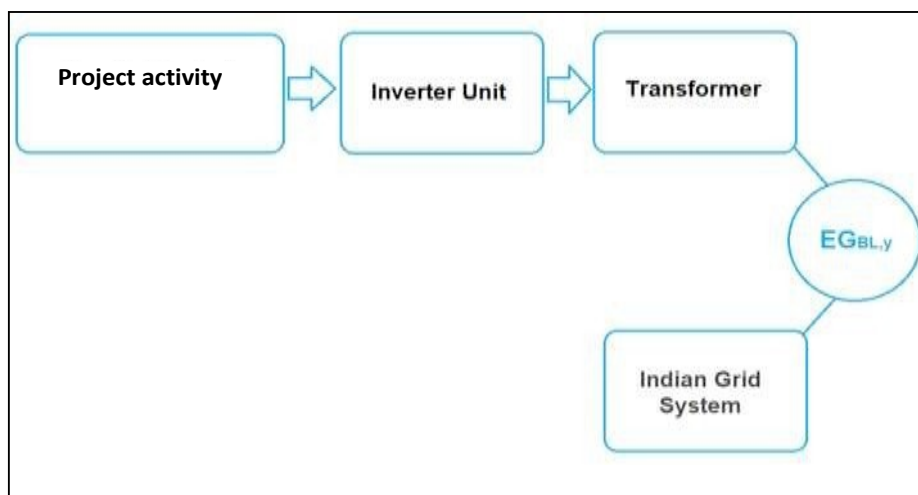 Project activity
Inverter Unit
Transformer
EGBL,y
Indian Grid
System